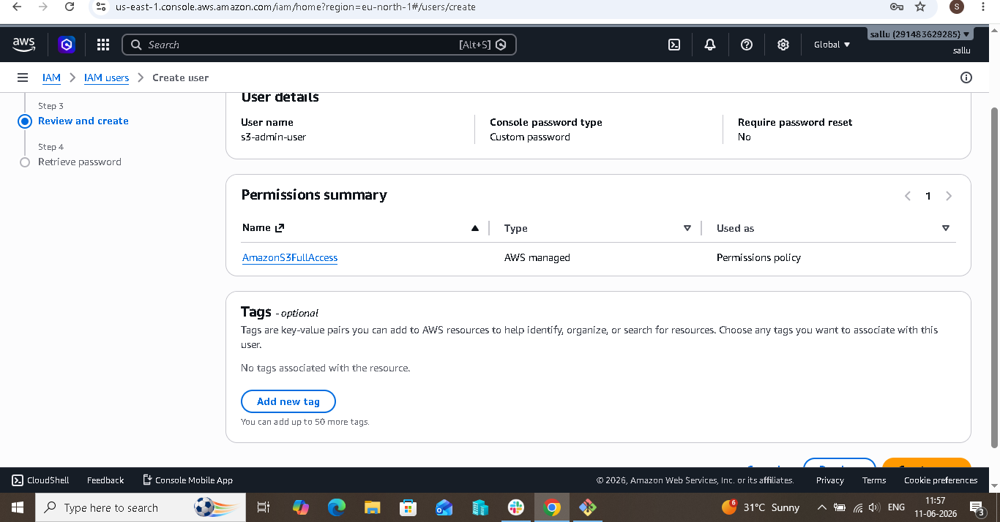 us-east-1.console.aws.amazon.com/iam/home?region=eu-north-1#/users/create
S
aws
Search
[Alt+S]
Global
sallu (291483629285)
sallu
IAM
IAM users
Create user
Step 3
Review and create
Step 4
Retrieve password
User details
User name
s3-admin-user
Console password type
Custom password
Require password reset
No
Permissions summary
1
Name
Type
Used as
AmazonS3FullAccess
AWS managed
Permissions policy
Tags - optional
Tags are key-value pairs you can add to AWS resources to help identify, organize, or search for resources. Choose any tags you want to associate with this
user.
No tags associated with the resource.
Add new tag
You can add up to 50 more tags.
CloudShell
Feedback
Console Mobile App
© 2026, Amazon Web Services, Inc. or its affiliates.
Privacy
Terms
Cookie preferences
Type here to search
6
31°C Sunny
ENG
11:57
11-06-2026
3